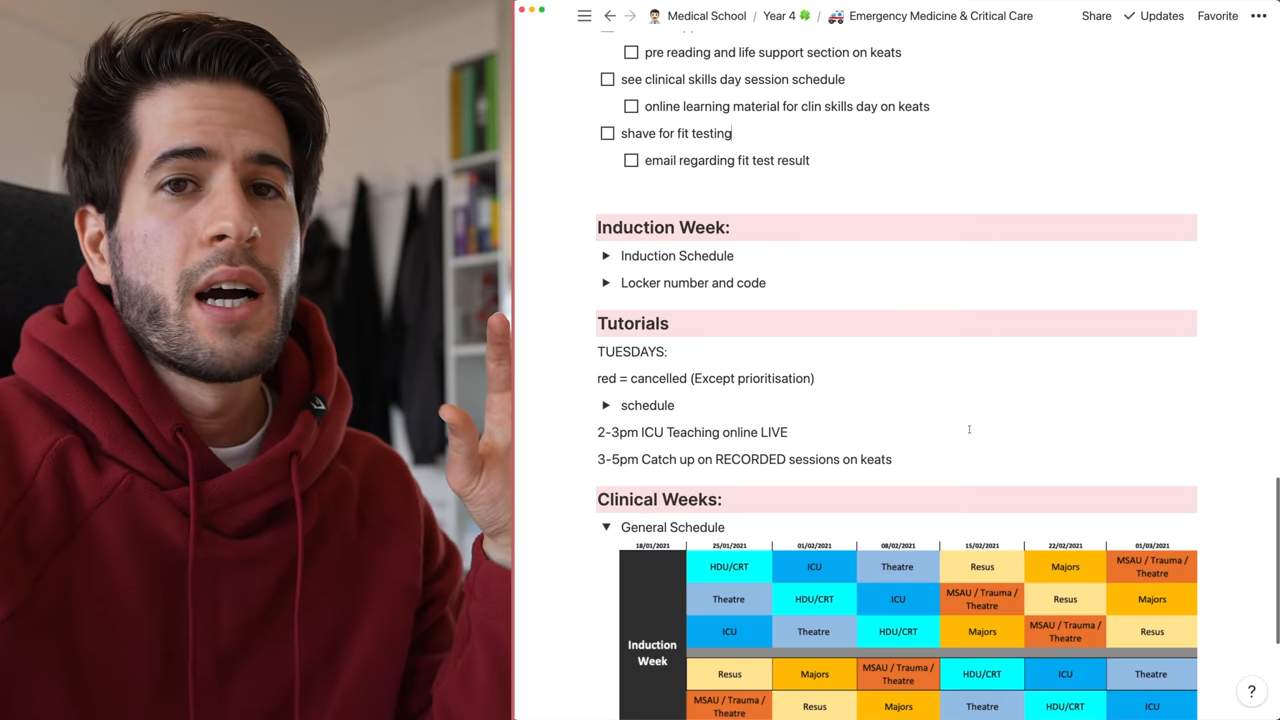 Medical School / Year 4 🍀 / 🚑 Emergency Medicine & Critical Care Share Updates Favorite •••
pre reading and life support section on keats
see clinical skills day session schedule
online learning material for clin skills day on keats
shave for fit testing
email regarding fit test result
Induction Week:
Induction Schedule
Locker number and code
Tutorials
TUESDAYS:
red = cancelled (Except prioritisation)
schedule
2-3pm ICU Teaching online LIVE
3-5pm Catch up on RECORDED sessions on keats
Clinical Weeks:
General Schedule
18/01/2021 25/01/2021 01/02/2021 08/02/2021 15/02/2021 22/02/2021 01/03/2021
HDU/CRT ICU Theatre Resus Majors MSAU / Trauma /
Theatre
Theatre HDU/CRT ICU MSAU / Trauma /
Theatre Resus Majors
ICU Theatre HDU/CRT Majors MSAU / Trauma /
Theatre Resus
Induction
Week
Resus Majors MSAU / Trauma /
Theatre HDU/CRT ICU Theatre
MSAU / Trauma /
Theatre Resus Majors Theatre HDU/CRT ICU
?